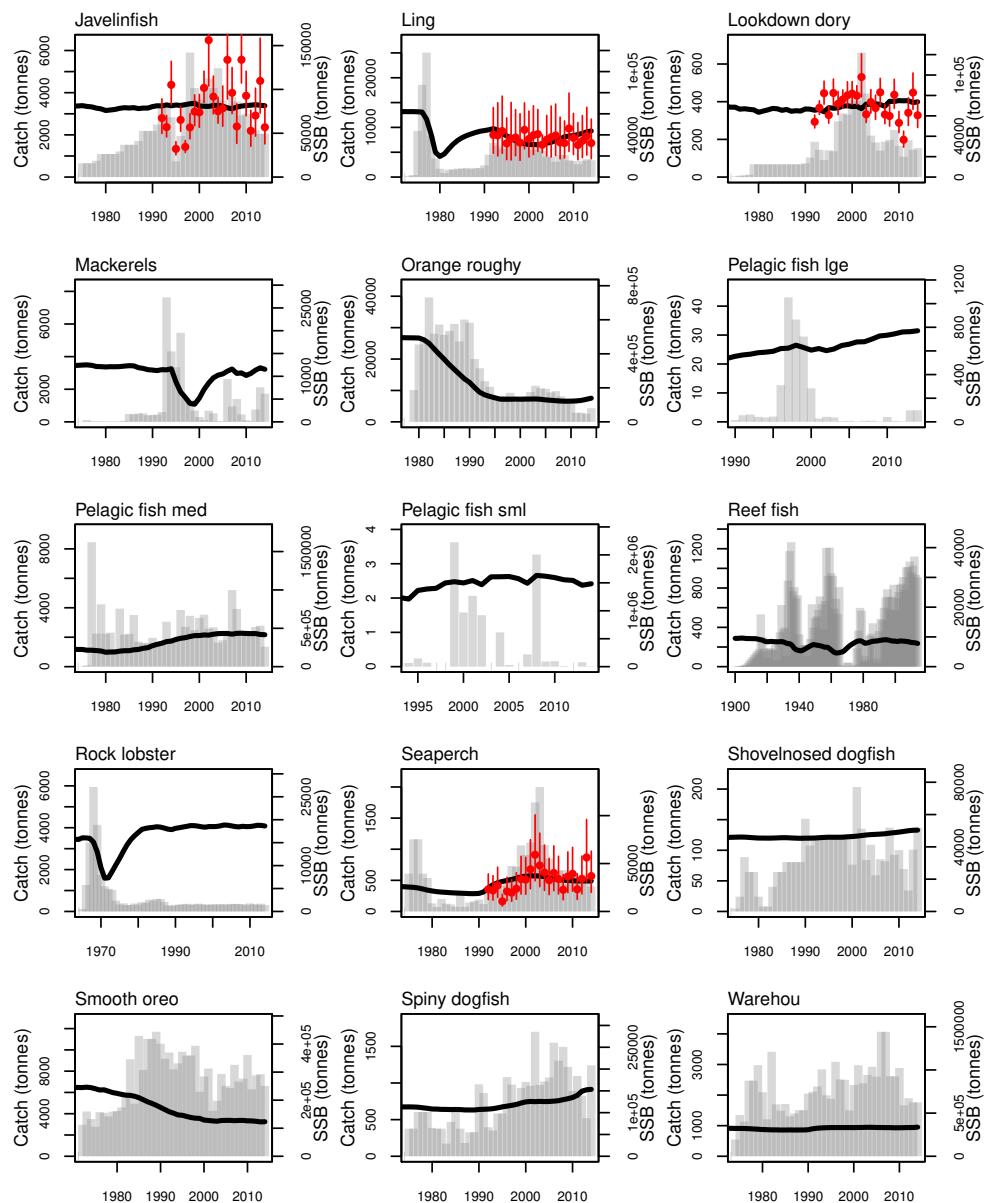 Javelinfish
Catch (tonnes)
0 2000 4000 6000
SSB (tonnes)
0 50000 150000
1980 1990 2000 2010
Ling
Catch (tonnes)
0 10000 20000
SSB (tonnes)
0 40000 1e+05
1980 1990 2000 2010
Lookdown dory
Catch (tonnes)
0 200 400 600
SSB (tonnes)
0 40000 1e+05
1980 1990 2000 2010
Mackerels
Catch (tonnes)
0 2000 6000
SSB (tonnes)
0 10000 25000
1980 1990 2000 2010
Orange roughy
Catch (tonnes)
0 20000 40000
SSB (tonnes)
0 4e+05 8e+05
1980 1990 2000 2010
Pelagic fish lge
Catch (tonnes)
0 10 20 30 40
SSB (tonnes)
0 400 800 1200
1990 2000 2010
Pelagic fish med
Catch (tonnes)
0 4000 8000
SSB (tonnes)
0 5e+05 1500000
1980 1990 2000 2010
Pelagic fish sml
Catch (tonnes)
0 1 2 3 4
SSB (tonnes)
0 1e+06 2e+06
1995 2000 2005 2010
Reef fish
Catch (tonnes)
0 400 800 1200
SSB (tonnes)
0 20000 40000
1900 1940 1980
Rock lobster
Catch (tonnes)
0 2000 4000 6000
SSB (tonnes)
0 10000 25000
1970 1990 2010
Seaperch
Catch (tonnes)
0 500 1500
SSB (tonnes)
0 50000
1980 1990 2000 2010
Shovelnosed dogfish
Catch (tonnes)
0 50 100 200
SSB (tonnes)
0 40000 80000
1980 1990 2000 2010
Smooth oreo
Catch (tonnes)
0 4000 8000
SSB (tonnes)
0 2e+05 4e+05
1980 1990 2000 2010
Spiny dogfish
Catch (tonnes)
0 500 1500
SSB (tonnes)
0 1e+05 250000
1980 1990 2000 2010
Warehou
Catch (tonnes)
0 1000 3000
SSB (tonnes)
0 5e+05 1500000
1980 1990 2000 2010